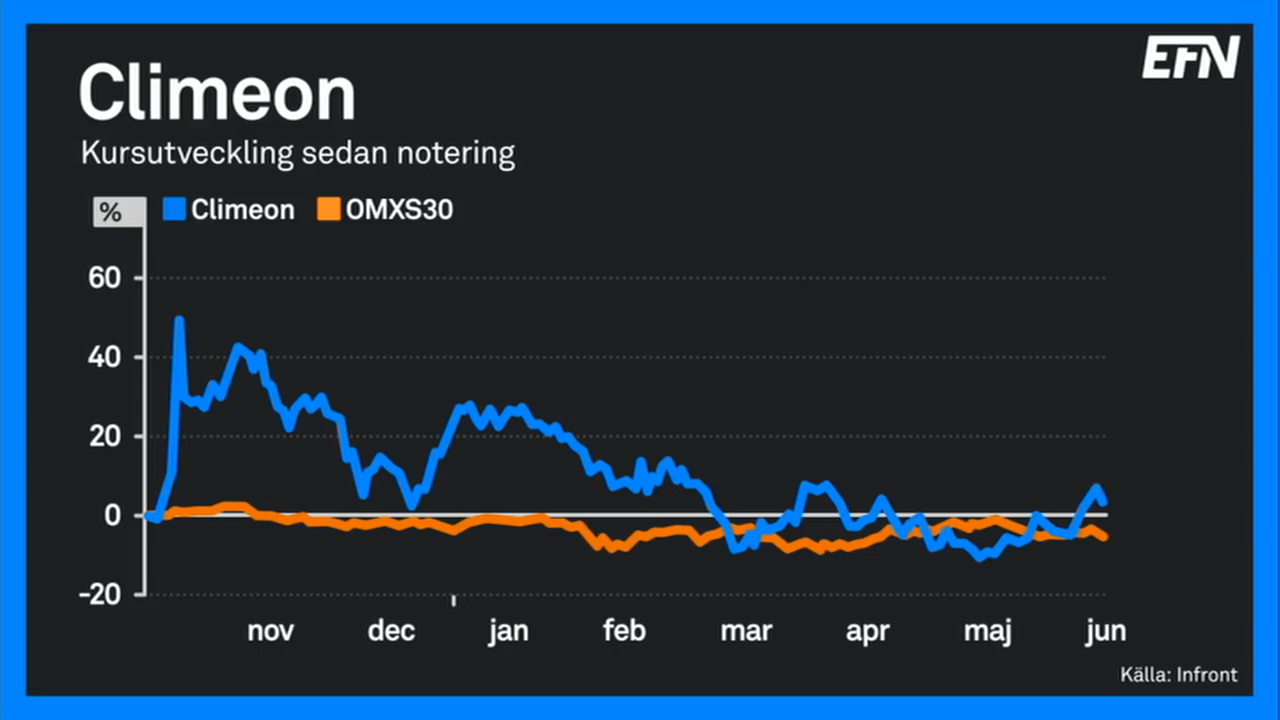 EFN
Climeon
Kursutveckling sedan notering
% Climeon OMXS30
60
40
20
0
-20
nov dec jan feb mar apr maj jun
Källa: Infront